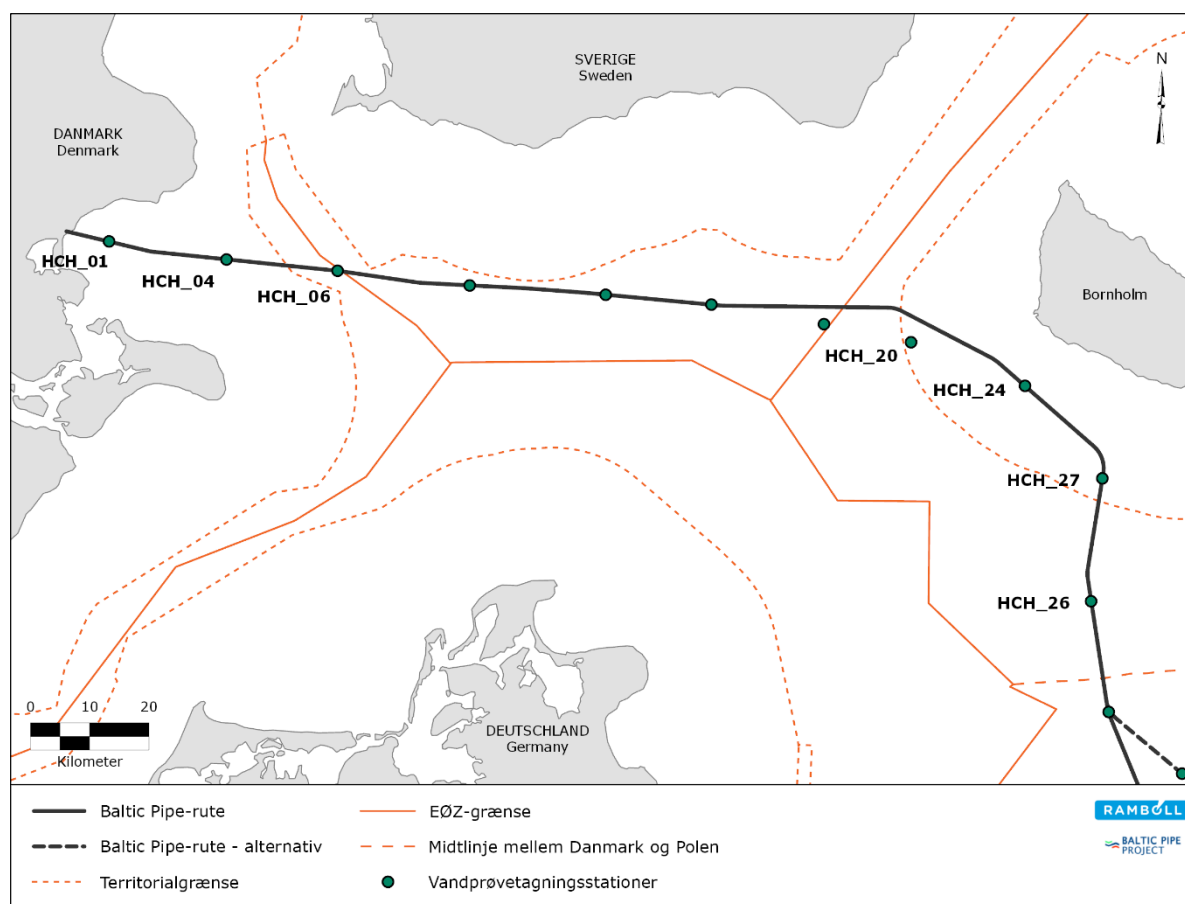 SVERIGE
Sweden
N
DANMARK
Denmark
HCH_01
HCH_04
HCH_06
Bornholm
HCH_20
HCH_24
HCH_27
HCH_26
0 10 20
Kilometer
DEUTSCHLAND
Germany
Baltic Pipe-rute
EØZ-grænse
RAMBOLL
Baltic Pipe-rute - alternativ
Midtlinje mellem Danmark og Polen
BALTIC PIPE
PROJECT
Territorialgrænse
Vandprøvetagningsstationer